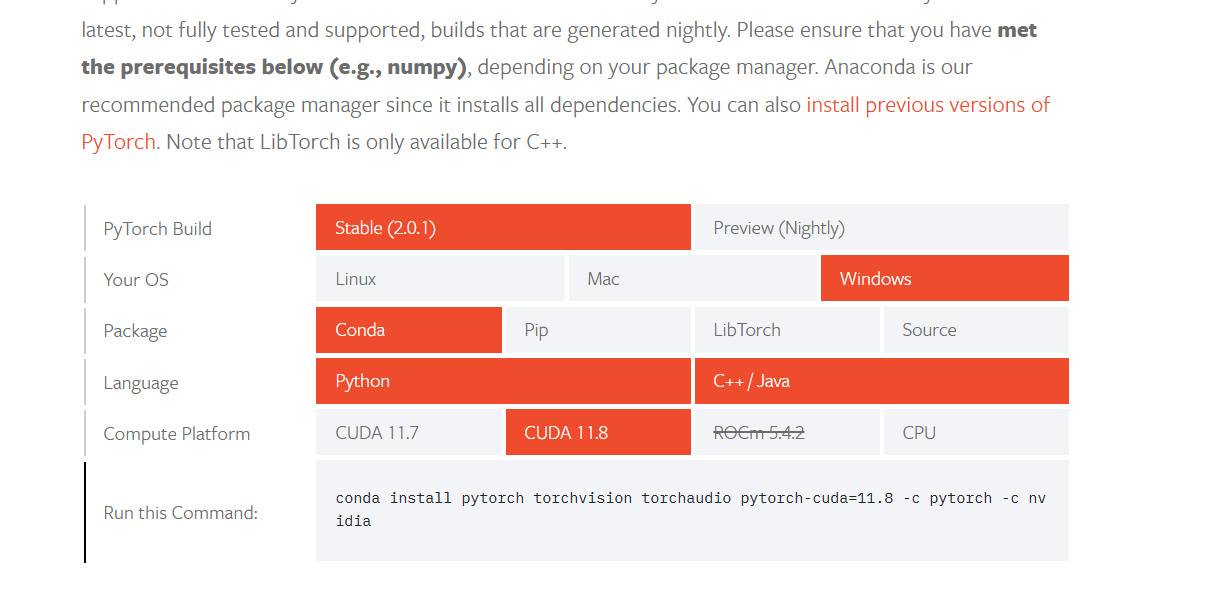 latest, not fully tested and supported, builds that are generated nightly. Please ensure that you have met
the prerequisites below (e.g., numpy), depending on your package manager. Anaconda is our
recommended package manager since it installs all dependencies. You can also install previous versions of
PyTorch. Note that LibTorch is only available for C++.
PyTorch Build Stable (2.0.1) Preview (Nightly)
Your OS Linux Mac Windows
Package Conda Pip LibTorch Source
Language Python C++ / Java
Compute Platform CUDA 11.7 CUDA 11.8 ROCm 5.4.2 CPU
Run this Command: conda install pytorch torchvision torchaudio pytorch-cuda=11.8 -c pytorch -c nv
idia